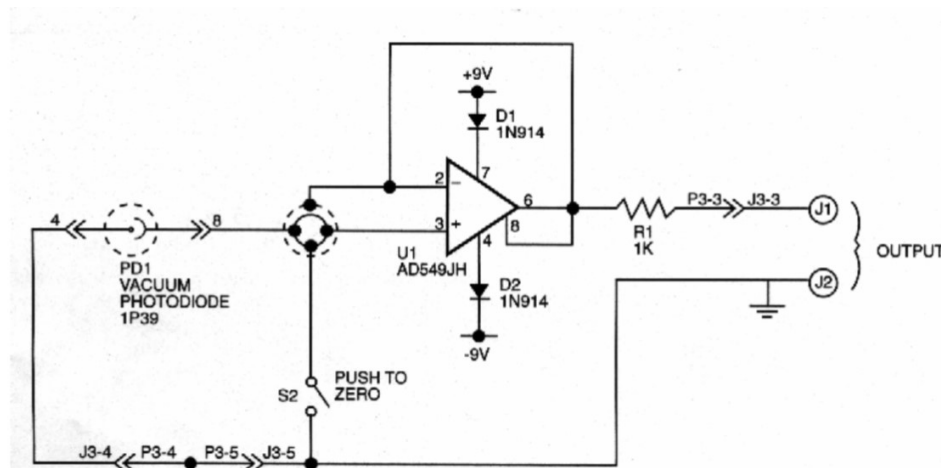 +9V
D1
1N914
7
2
−
6
3
+
8
4
U1
AD549JH
D2
1N914
-9V
4
8
PD1
VACUUM
PHOTODIODE
1P39
R1
1K
P3-3
J3-3
J1
J2
OUTPUT
S2
PUSH TO
ZERO
J3-4
P3-4
P3-5
J3-5